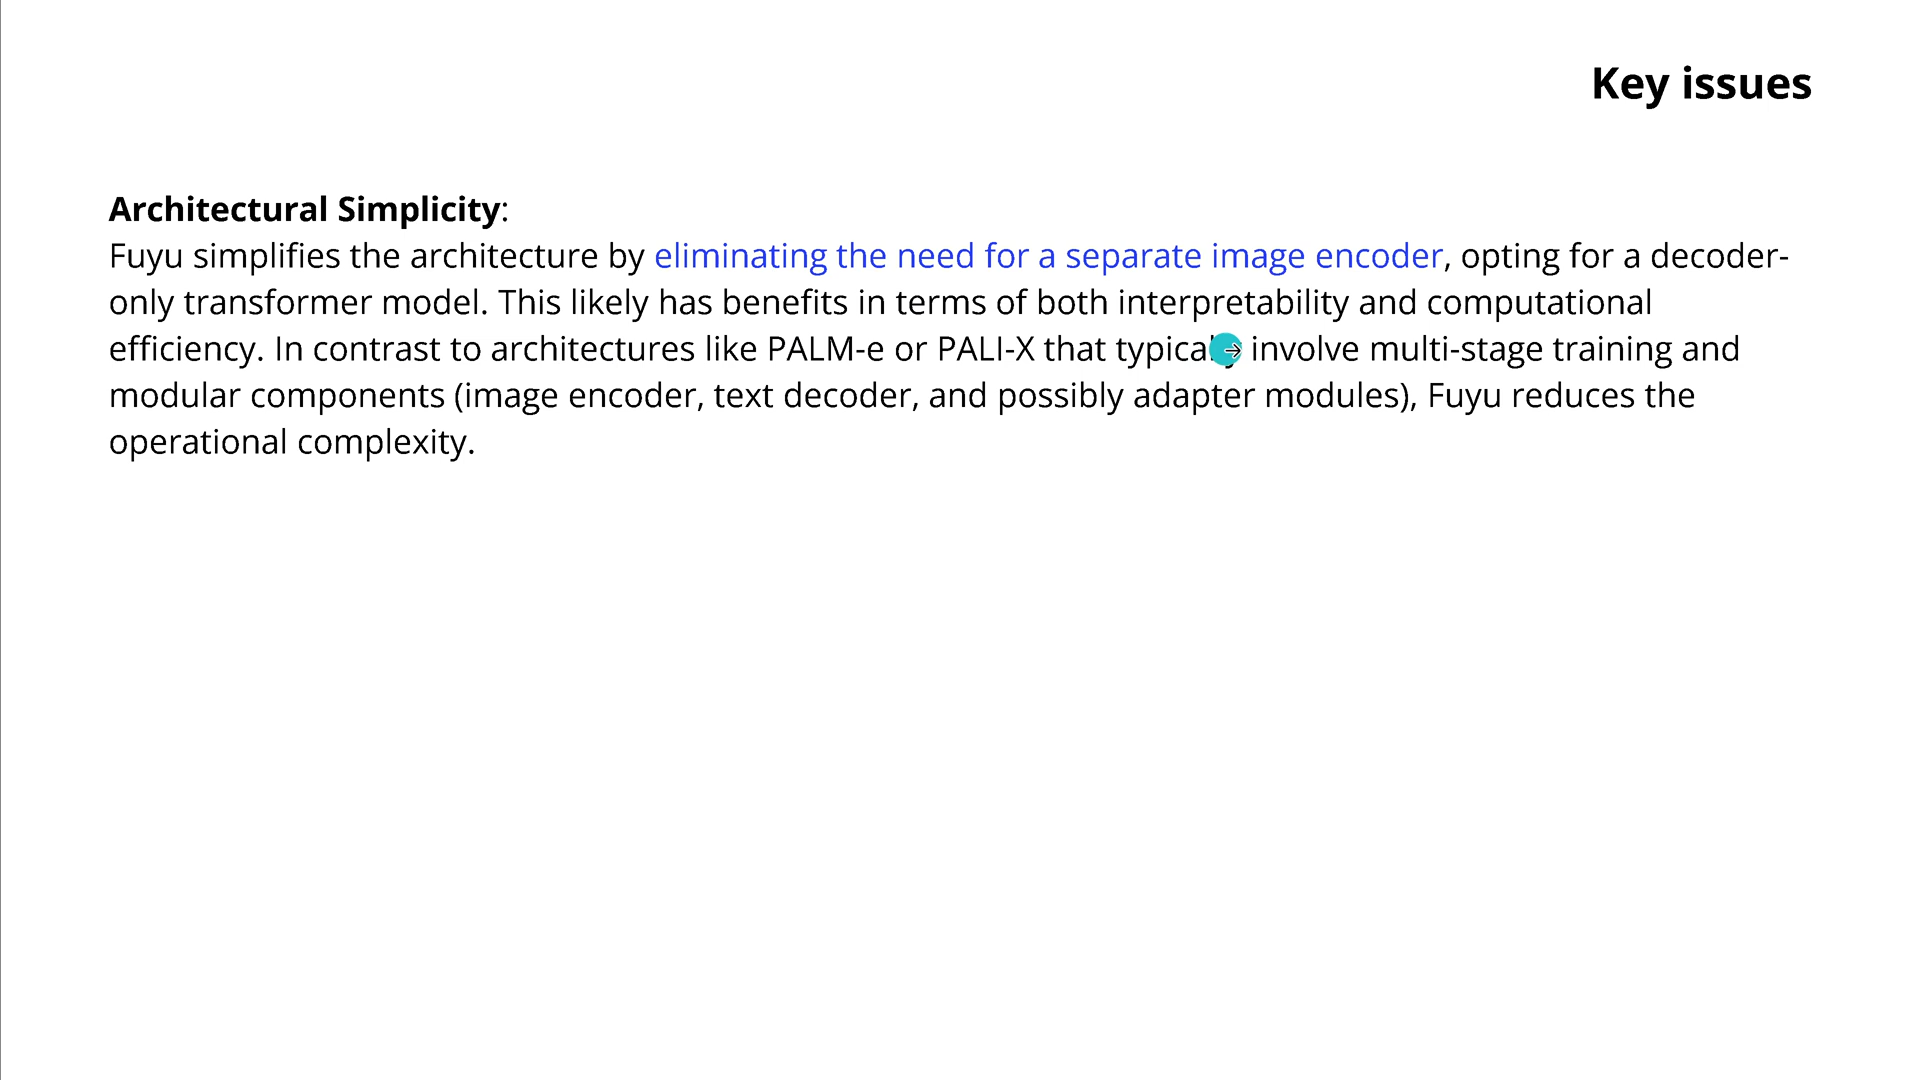 Key issues
Architectural Simplicity:
Fuyu simplifies the architecture by eliminating the need for a separate image encoder, opting for a decoder-
only transformer model. This likely has benefits in terms of both interpretability and computational
efficiency. In contrast to architectures like PALM-e or PALI-X that typically involve multi-stage training and
modular components (image encoder, text decoder, and possibly adapter modules), Fuyu reduces the
operational complexity.